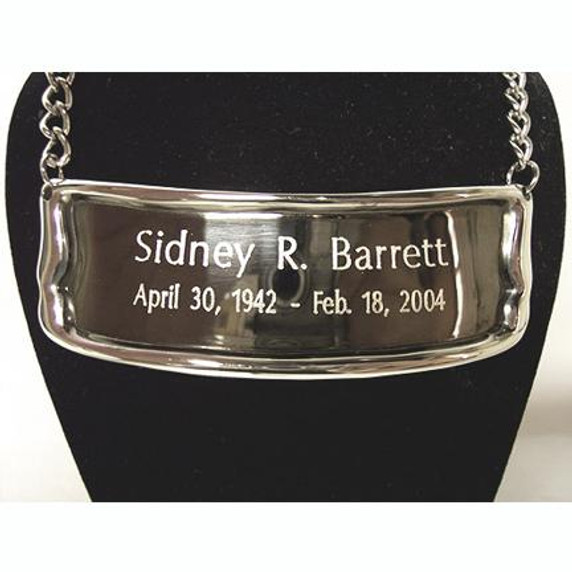 Sidney R. Barrett
April 30, 1942 - Feb. 18, 2004